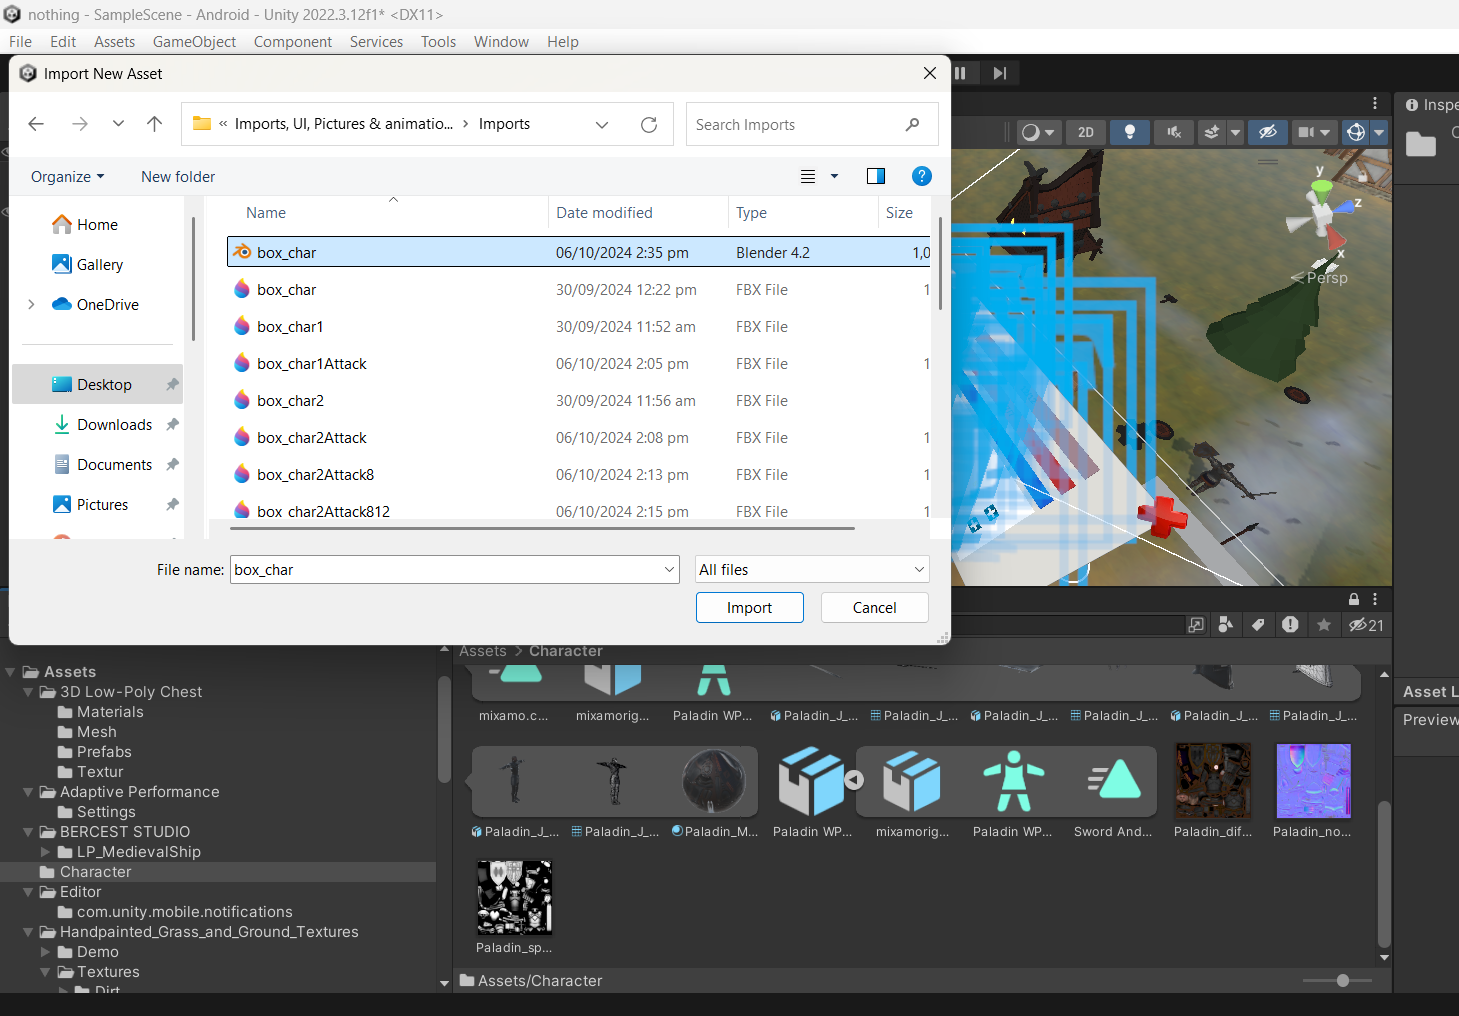 nothing - SampleScene - Android - Unity 2022.3.12f1* <DX11>
File Edit Assets GameObject Component Services Tools Window Help
Import New Asset
« Imports, UI, Pictures & animatio... > Imports
Search Imports
Organize
New folder
Home
Gallery
OneDrive
Desktop
Downloads
Documents
Pictures
Name Date modified Type Size
box_char 06/10/2024 2:35 pm Blender 4.2 1,0
box_char 30/09/2024 12:22 pm FBX File 1
box_char1 30/09/2024 11:52 am FBX File
box_char1Attack 06/10/2024 2:05 pm FBX File 1
box_char2 30/09/2024 11:56 am FBX File
box_char2Attack 06/10/2024 2:08 pm FBX File 1
box_char2Attack8 06/10/2024 2:13 pm FBX File 1
box_char2Attack812 06/10/2024 2:15 pm FBX File 1
File name: box_char
All files
Import
Cancel
2D
y
z
x
< Persp
Inspe
21
Asset L
Preview
Assets
3D Low-Poly Chest
Materials
Mesh
Prefabs
Textur
Adaptive Performance
Settings
BERCEST STUDIO
LP_MedievalShip
Character
Editor
com.unity.mobile.notifications
Handpainted_Grass_and_Ground_Textures
Demo
Textures
Dirt
Assets > Character
mixamo.c... mixamorig... Paladin WP... Paladin_J_... Paladin_J_... Paladin_J_... Paladin_J_... Paladin_J_... Paladin_J_...
Paladin_J_... Paladin_J_... Paladin_M... Paladin WP... mixamorig... Paladin WP... Sword And... Paladin_dif... Paladin_no...
Paladin_sp...
Assets/Character